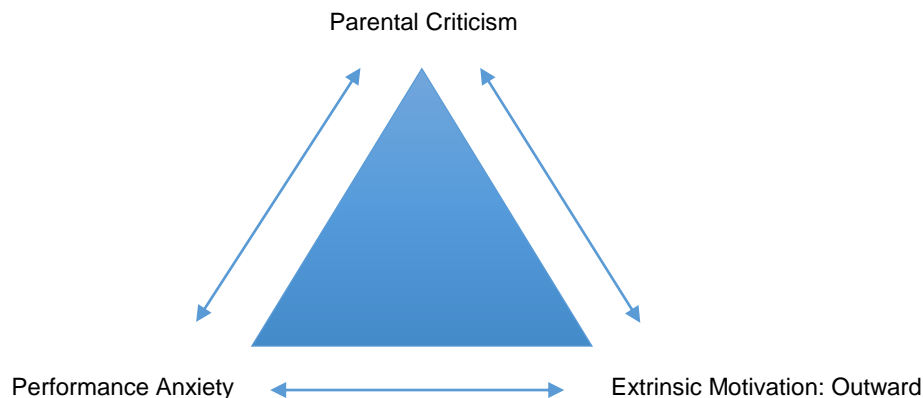 Parental Criticism
Performance Anxiety
Extrinsic Motivation: Outward